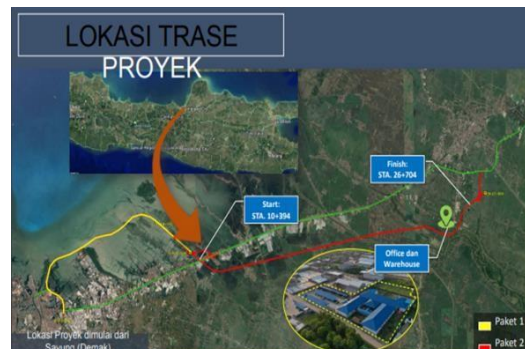 LOKASI TRASE
PROYEK
Start:
STA. 10+394
Finish:
STA. 26+704
Office dan
Warehouse
Lokasi Proyek dimulai dari
Sayung (Demak)
Paket 1
Paket 2